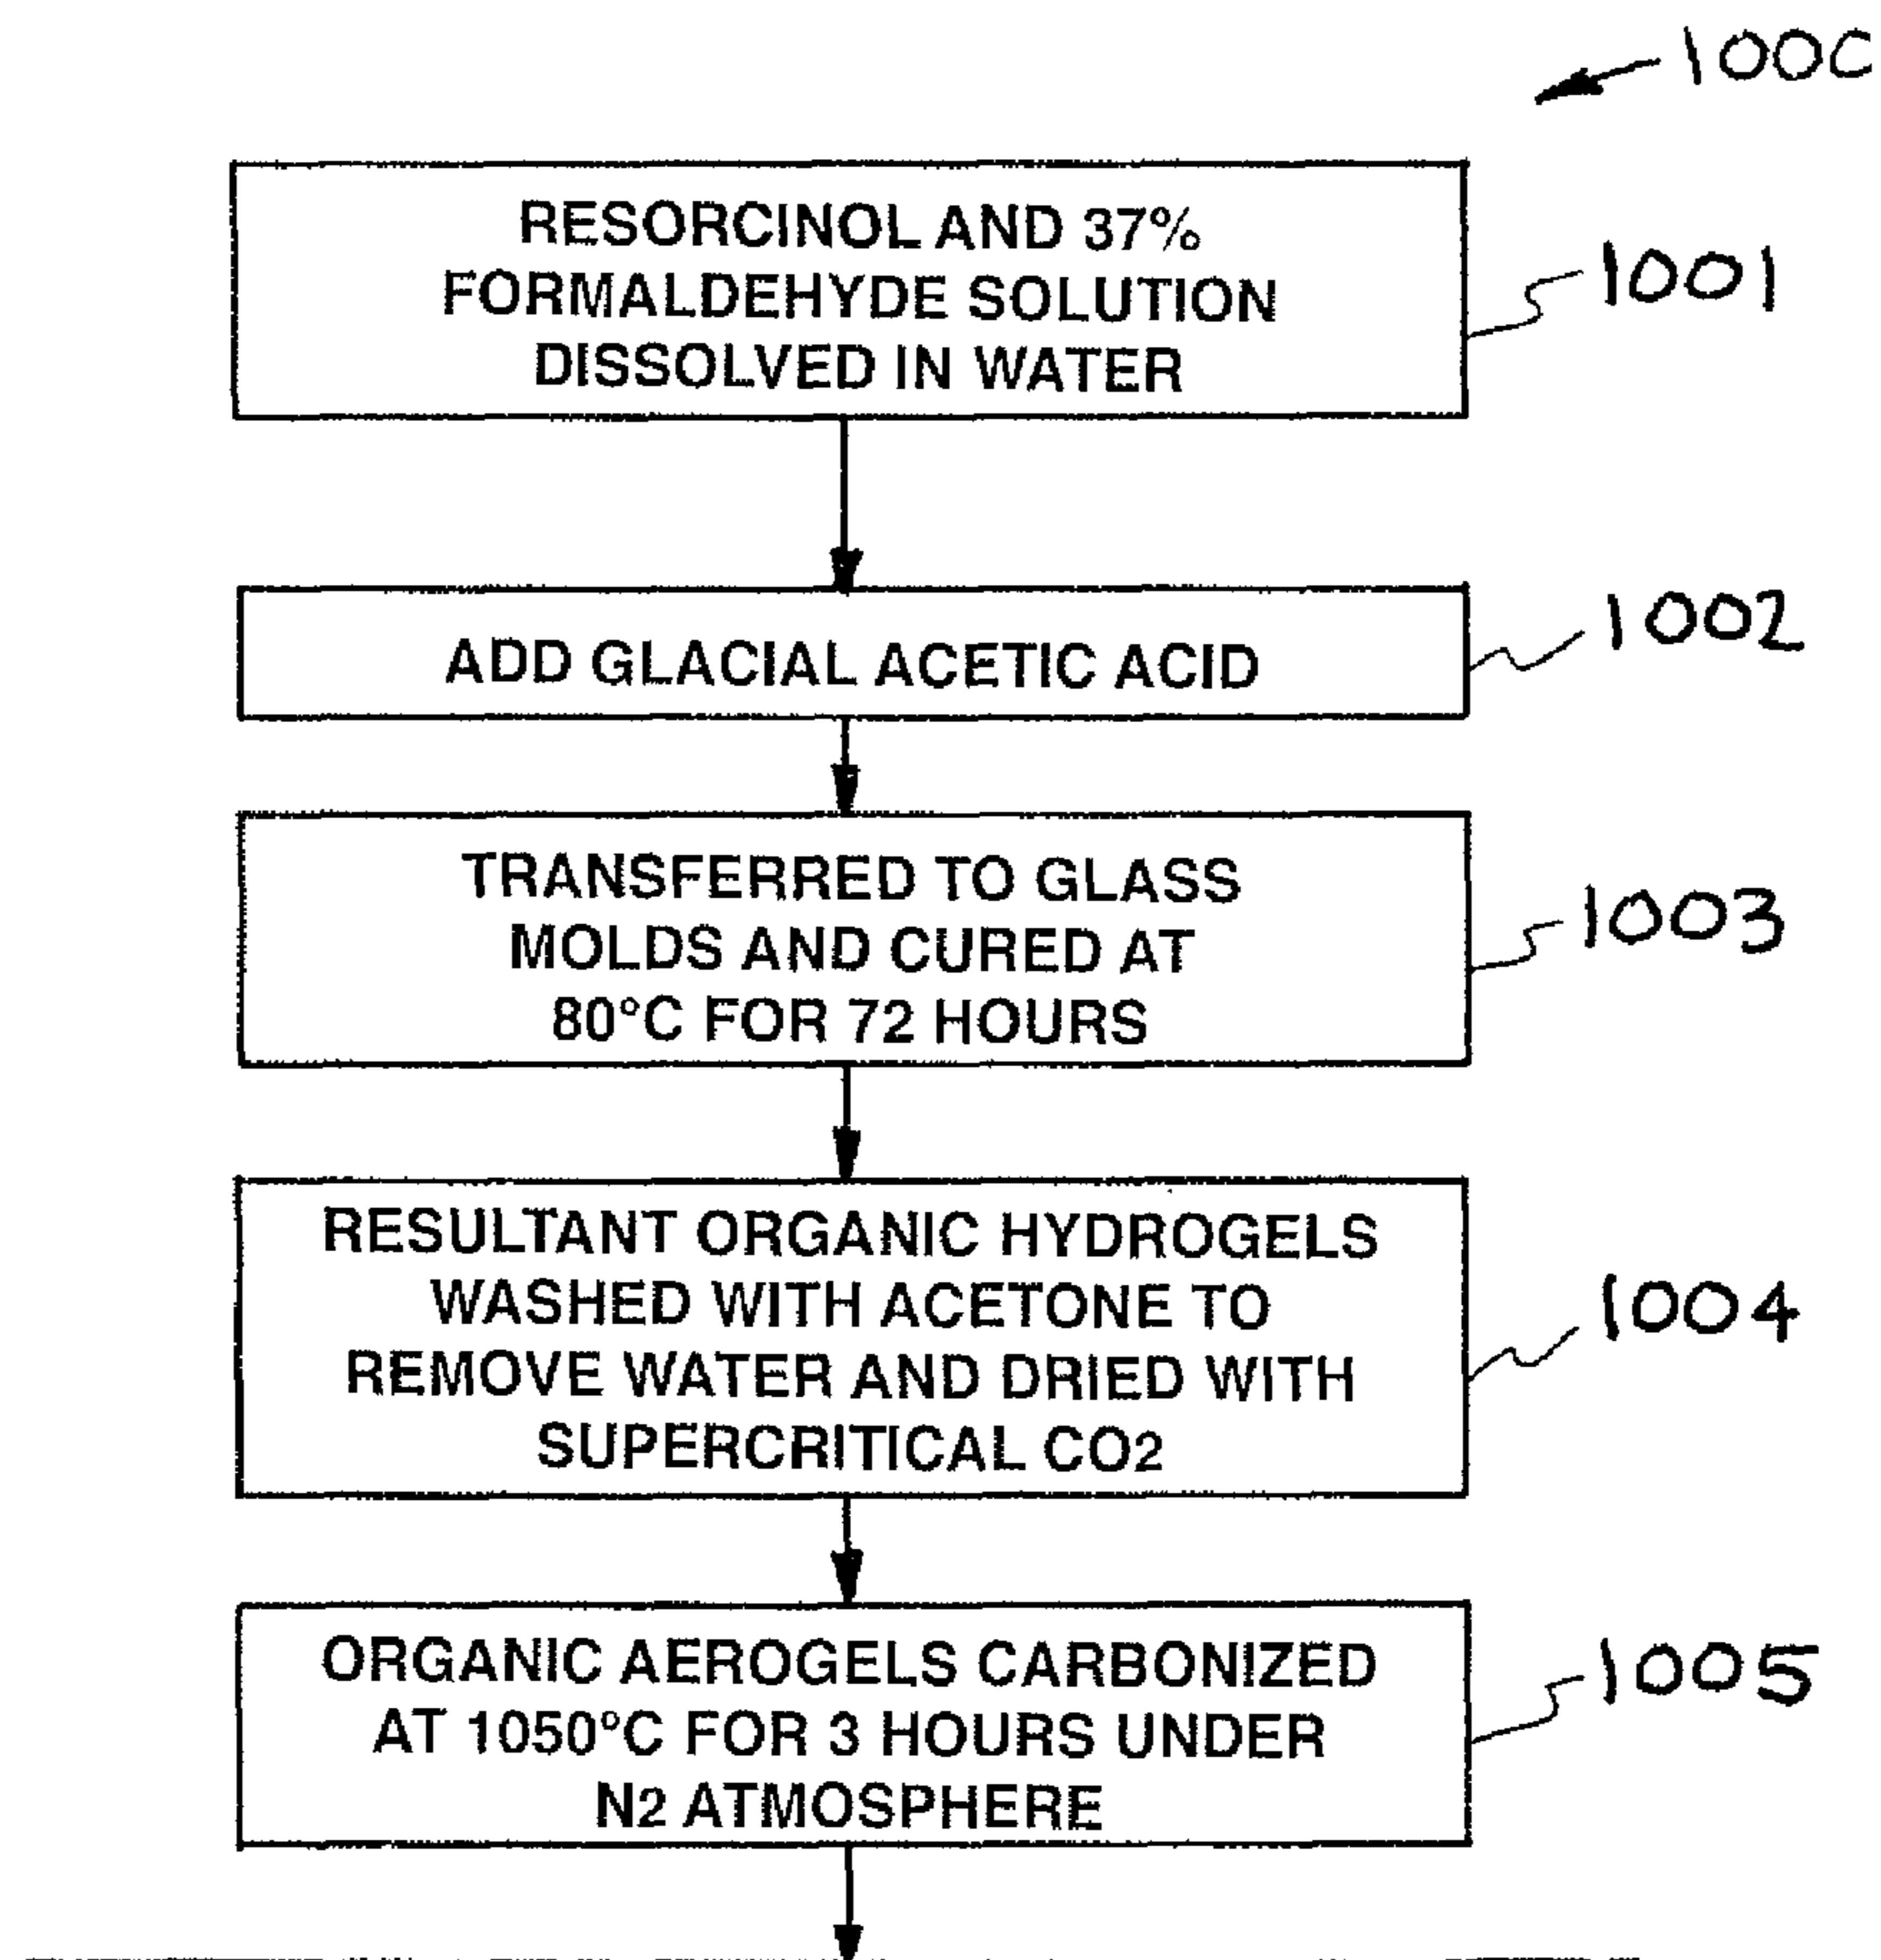 1000
RESORCINOL AND 37%
FORMALDEHYDE SOLUTION
DISSOLVED IN WATER
1001
ADD GLACIAL ACETIC ACID
1002
TRANSFERRED TO GLASS
MOLDS AND CURED AT
80°C FOR 72 HOURS
1003
RESULTANT ORGANIC HYDROGELS
WASHED WITH ACETONE TO
REMOVE WATER AND DRIED WITH
SUPERCRITICAL CO2
1004
ORGANIC AEROGELS CARBONIZED
AT 1050°C FOR 3 HOURS UNDER
N2 ATMOSPHERE
1005